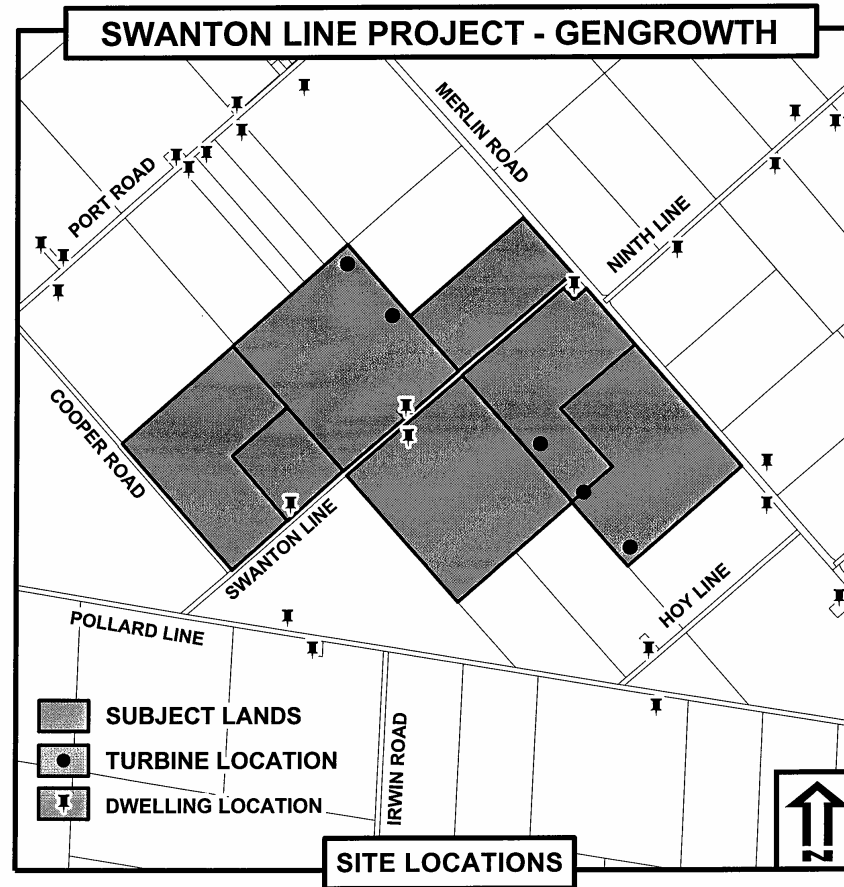 SWANTON LINE PROJECT - GENGROWTH
MERLIN ROAD
PORT ROAD
NINTH LINE
COOPER ROAD
SWANTON LINE
HOY LINE
POLLARD LINE
IRWIN ROAD
SUBJECT LANDS
TURBINE LOCATION
DWELLING LOCATION
SITE LOCATIONS
N